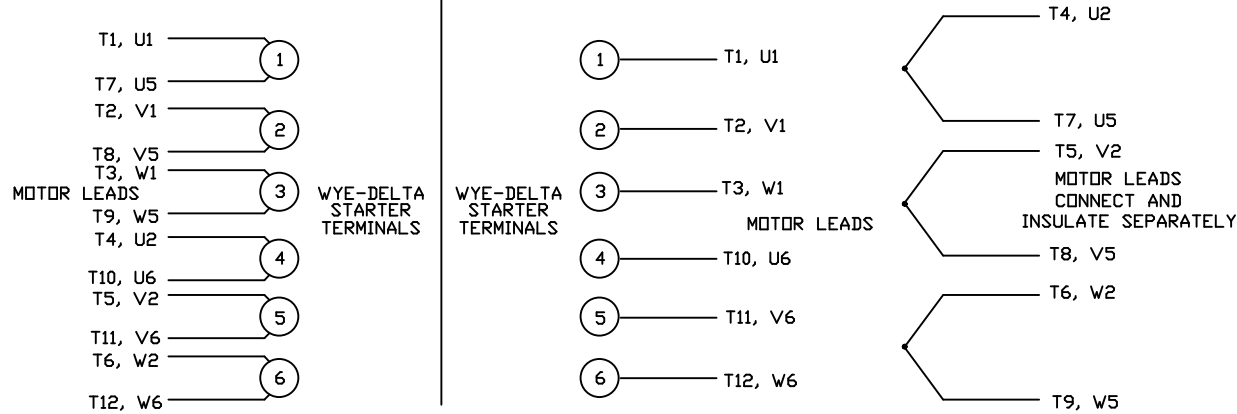 T1, U1
1
T7, U5
T2, V1
2
T8, V5
T3, W1
3
MOTOR LEADS
T9, W5
T4, U2
4
T10, U6
T5, V2
5
T11, V6
T6, W2
6
T12, W6
WYE-DELTA
STARTER
TERMINALS
WYE-DELTA
STARTER
TERMINALS
1
T1, U1
2
T2, V1
3
T3, W1
MOTOR LEADS
4
T10, U6
5
T11, V6
6
T12, W6
T4, U2
T7, U5
T5, V2
MOTOR LEADS
CONNECT AND
INSULATE SEPARATELY
T8, V5
T6, W2
T9, W5